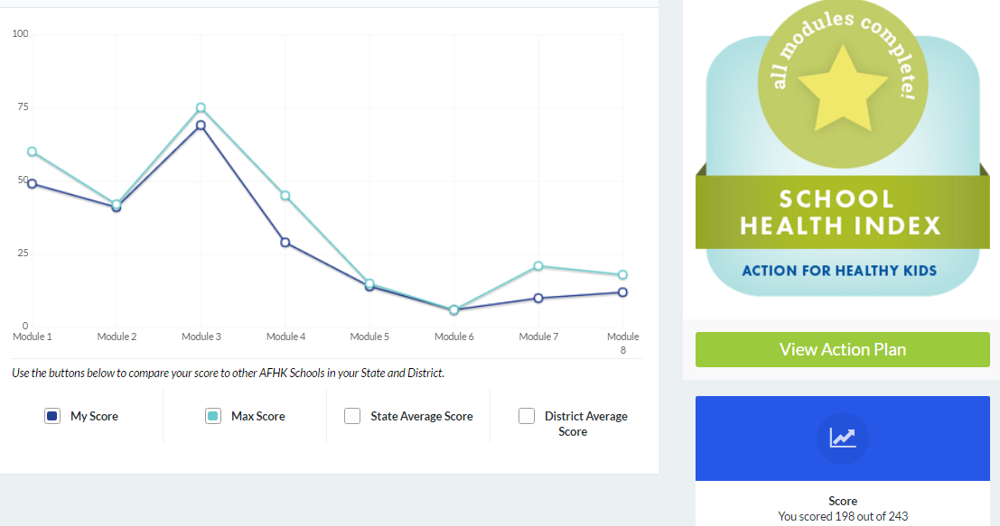 100
75
50
25
0
Module 1
Module 2
Module 3
Module 4
Module 5
Module 6
Module 7
Module
8
Use the buttons below to compare your score to other AFHK Schools in your State and District.
My Score
Max Score
State Average Score
District Average
Score
all modules complete!
SCHOOL
HEALTH INDEX
ACTION FOR HEALTHY KIDS
View Action Plan
Score
You scored 198 out of 243